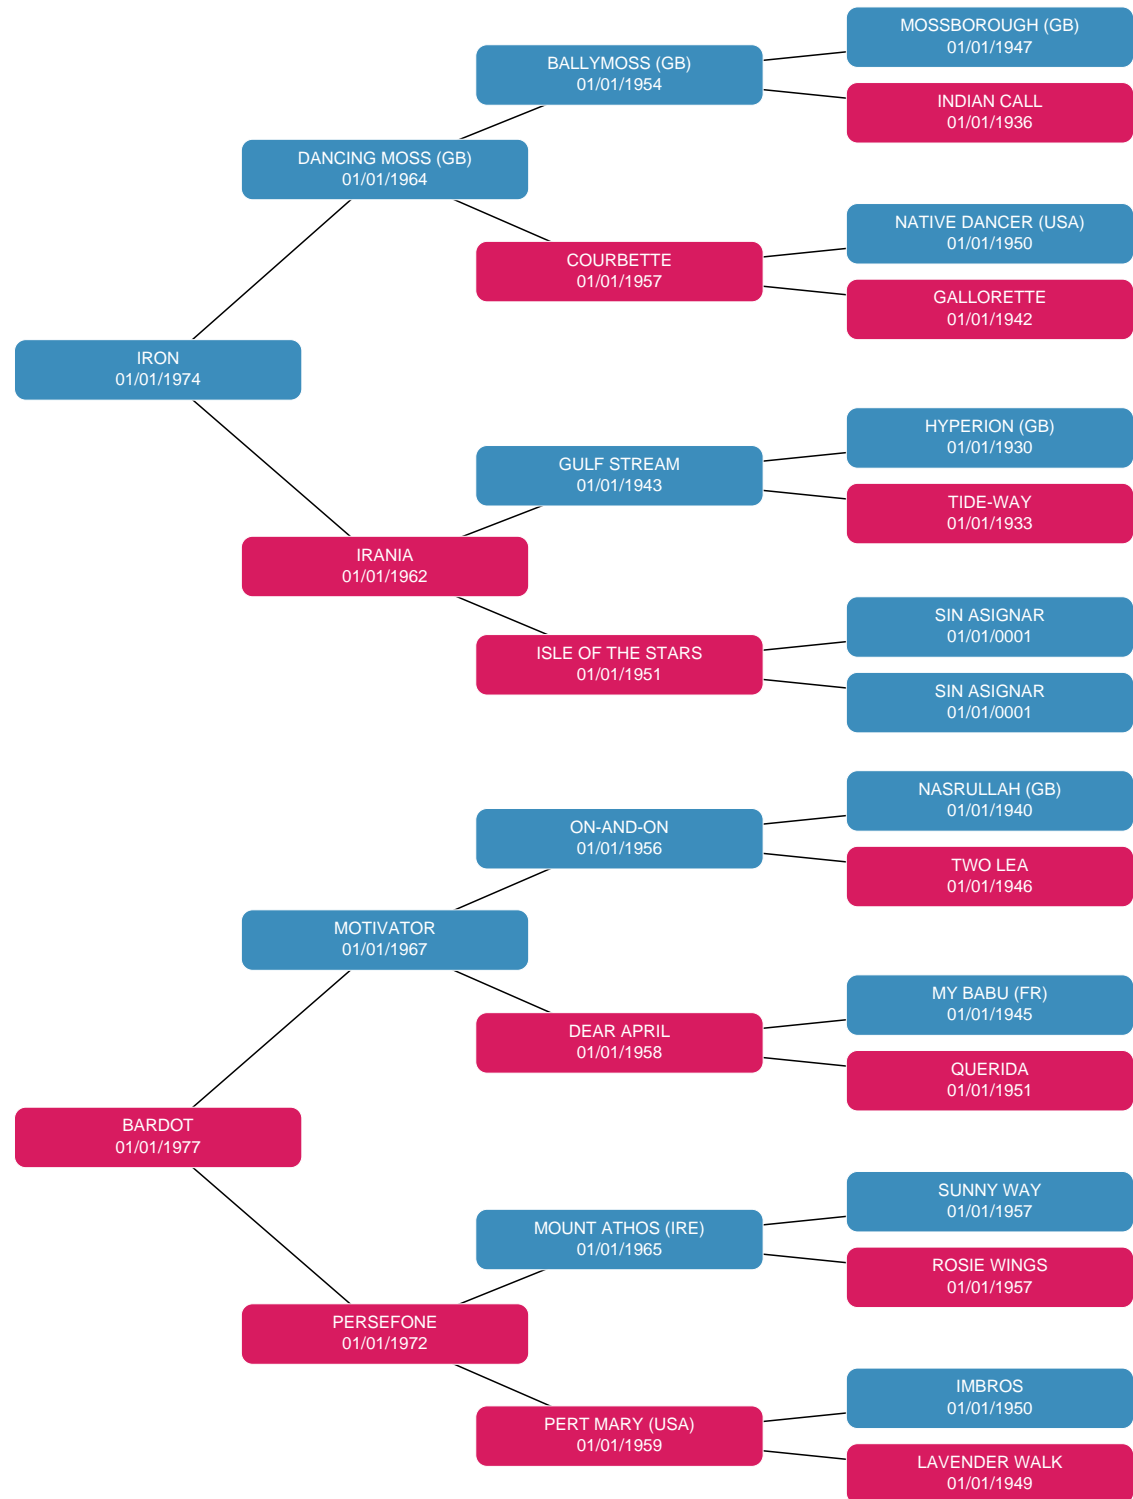 MOSSBOROUGH (GB)
01/01/1947
BALLYMOSS (GB)
01/01/1954
INDIAN CALL
01/01/1936
DANCING MOSS (GB)
01/01/1964
NATIVE DANCER (USA)
01/01/1950
COURBETTE
01/01/1957
GALLORETTE
01/01/1942
IRON
01/01/1974
HYPERION (GB)
01/01/1930
GULF STREAM
01/01/1943
TIDE-WAY
01/01/1933
IRANIA
01/01/1962
SIN ASIGNAR
01/01/0001
ISLE OF THE STARS
01/01/1951
SIN ASIGNAR
01/01/0001
NASRULLAH (GB)
01/01/1940
ON-AND-ON
01/01/1956
TWO LEA
01/01/1946
MOTIVATOR
01/01/1967
MY BABU (FR)
01/01/1945
DEAR APRIL
01/01/1958
QUERIDA
01/01/1951
BARDOT
01/01/1977
SUNNY WAY
01/01/1957
MOUNT ATHOS (IRE)
01/01/1965
ROSIE WINGS
01/01/1957
PERSEFONE
01/01/1972
IMBROS
01/01/1950
PERT MARY (USA)
01/01/1959
LAVENDER WALK
01/01/1949